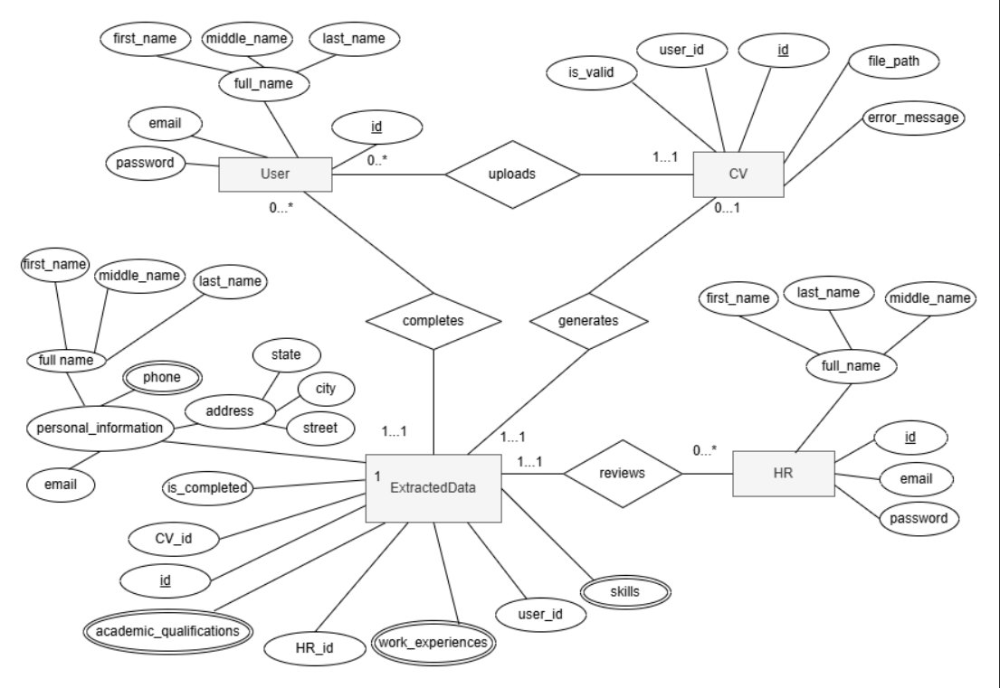 first_name
middle_name
last_name
full_name
email
password
id
User
0..*
uploads
1...1
CV
is_valid
user_id
id
file_path
error_message
0...*
0...1
completes
generates
first_name
middle_name
last_name
full name
phone
personal_information
address
state
city
street
email
first_name
last_name
middle_name
full_name
HR
id
email
password
1...1
1...1
1...1
reviews
0...*
1
ExtractedData
is_completed
CV_id
id
academic_qualifications
HR_id
work_experiences
user_id
skills